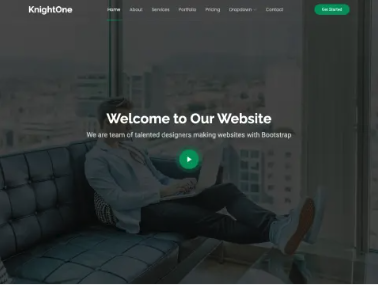 KnightOne
Home About Services Portfolio Pricing Dropdown Contact
Get Started
Welcome to Our Website
We are team of talented designers making websites with Bootstrap